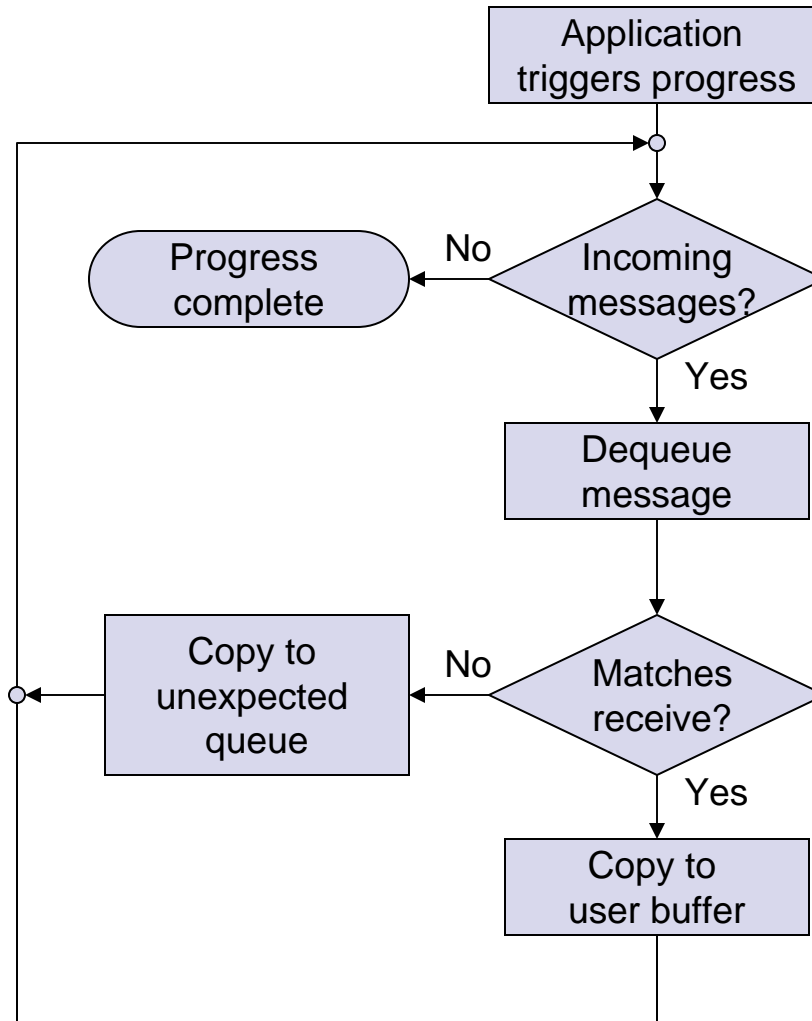 Application
triggers progress
No
Incoming
messages?
Progress
complete
Yes
Dequeue
message
No
Matches
receive?
Copy to
unexpected
queue
Yes
Copy to
user buffer